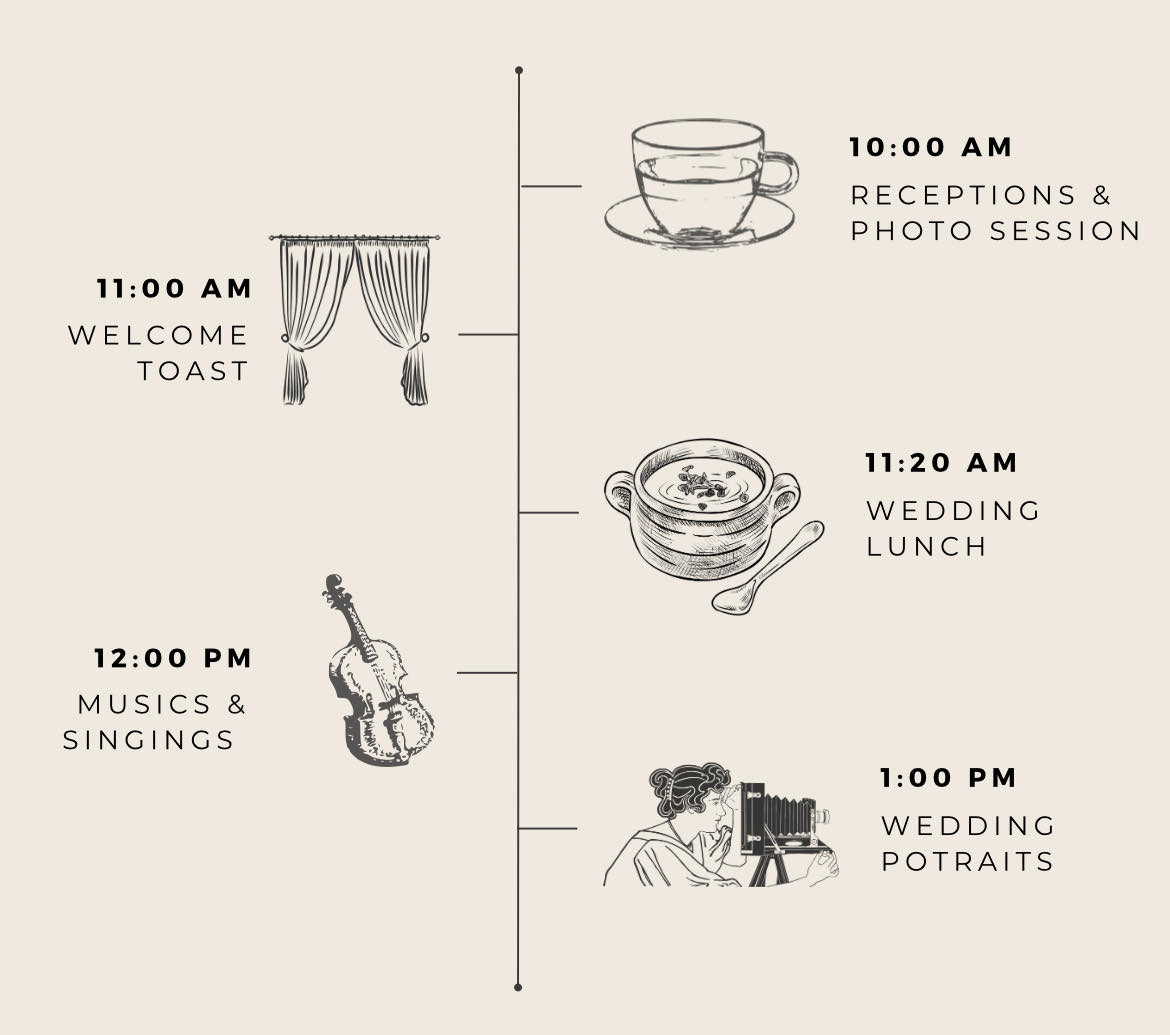 10:00 AM
RECEPTIONS &
PHOTO SESSION
11:00 AM
WELCOME
TOAST
11:20 AM
WEDDING
LUNCH
12:00 PM
MUSICS &
SINGINGS
1:00 PM
WEDDING
POTRAITS